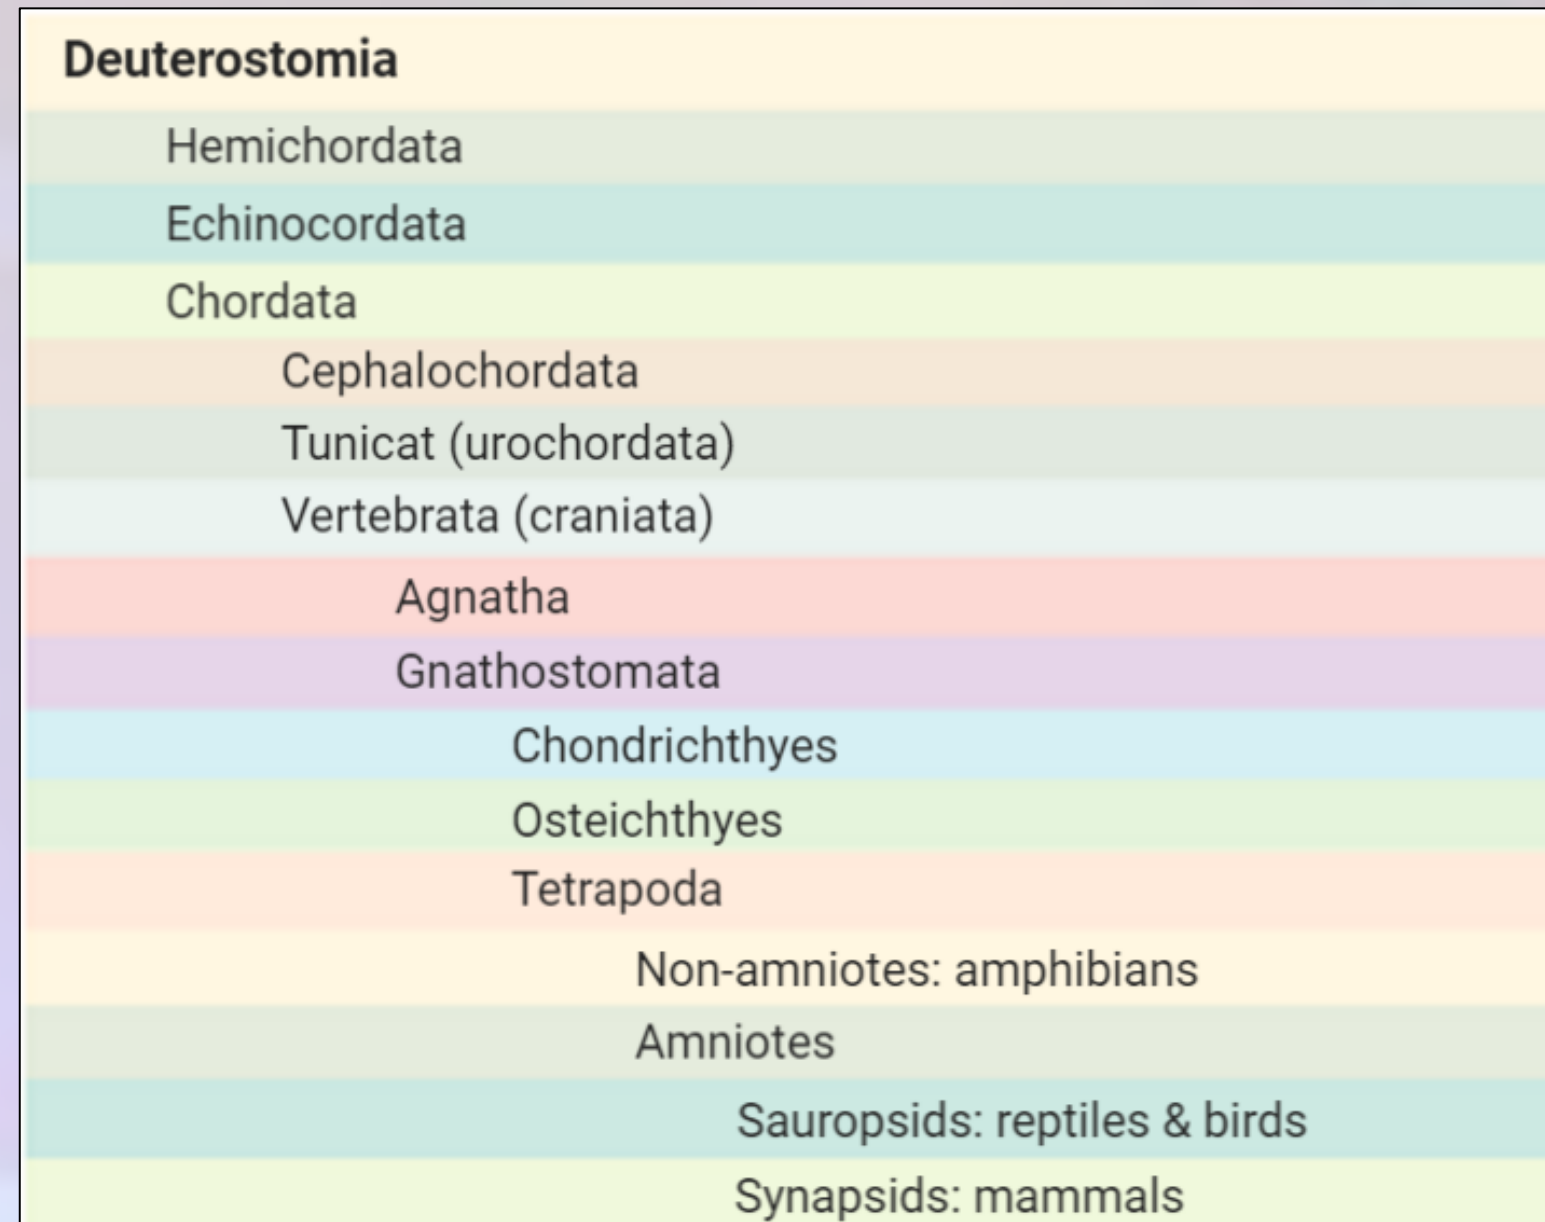 Deuterostomia
Hemichordata
Echinocordata
Chordata
Cephalochordata
Tunicat (urochordata)
Vertebrata (craniata)
Agnatha
Gnathostomata
Chondrichthyes
Osteichthyes
Tetrapoda
Non-amniotes: amphibians
Amniotes
Sauropsids: reptiles & birds
Synapsids: mammals